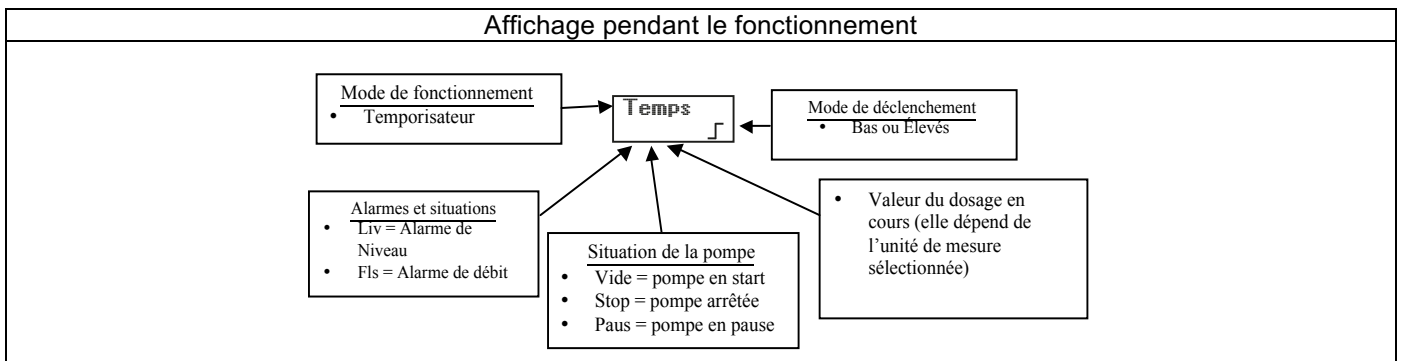 Affichage pendant le fonctionnement
Mode de fonctionnement
• Temporisateur
Temps
Mode de déclenchement
• Bas ou Élevés
Alarmes et situations
• Liv = Alarme de
Niveau
• Fls = Alarme de débit
Situation de la pompe
• Vide = pompe en start
• Stop = pompe arrêtée
• Paus = pompe en pause
• Valeur du dosage en
cours (elle dépend de
l’unité de mesure
sélectionnée)